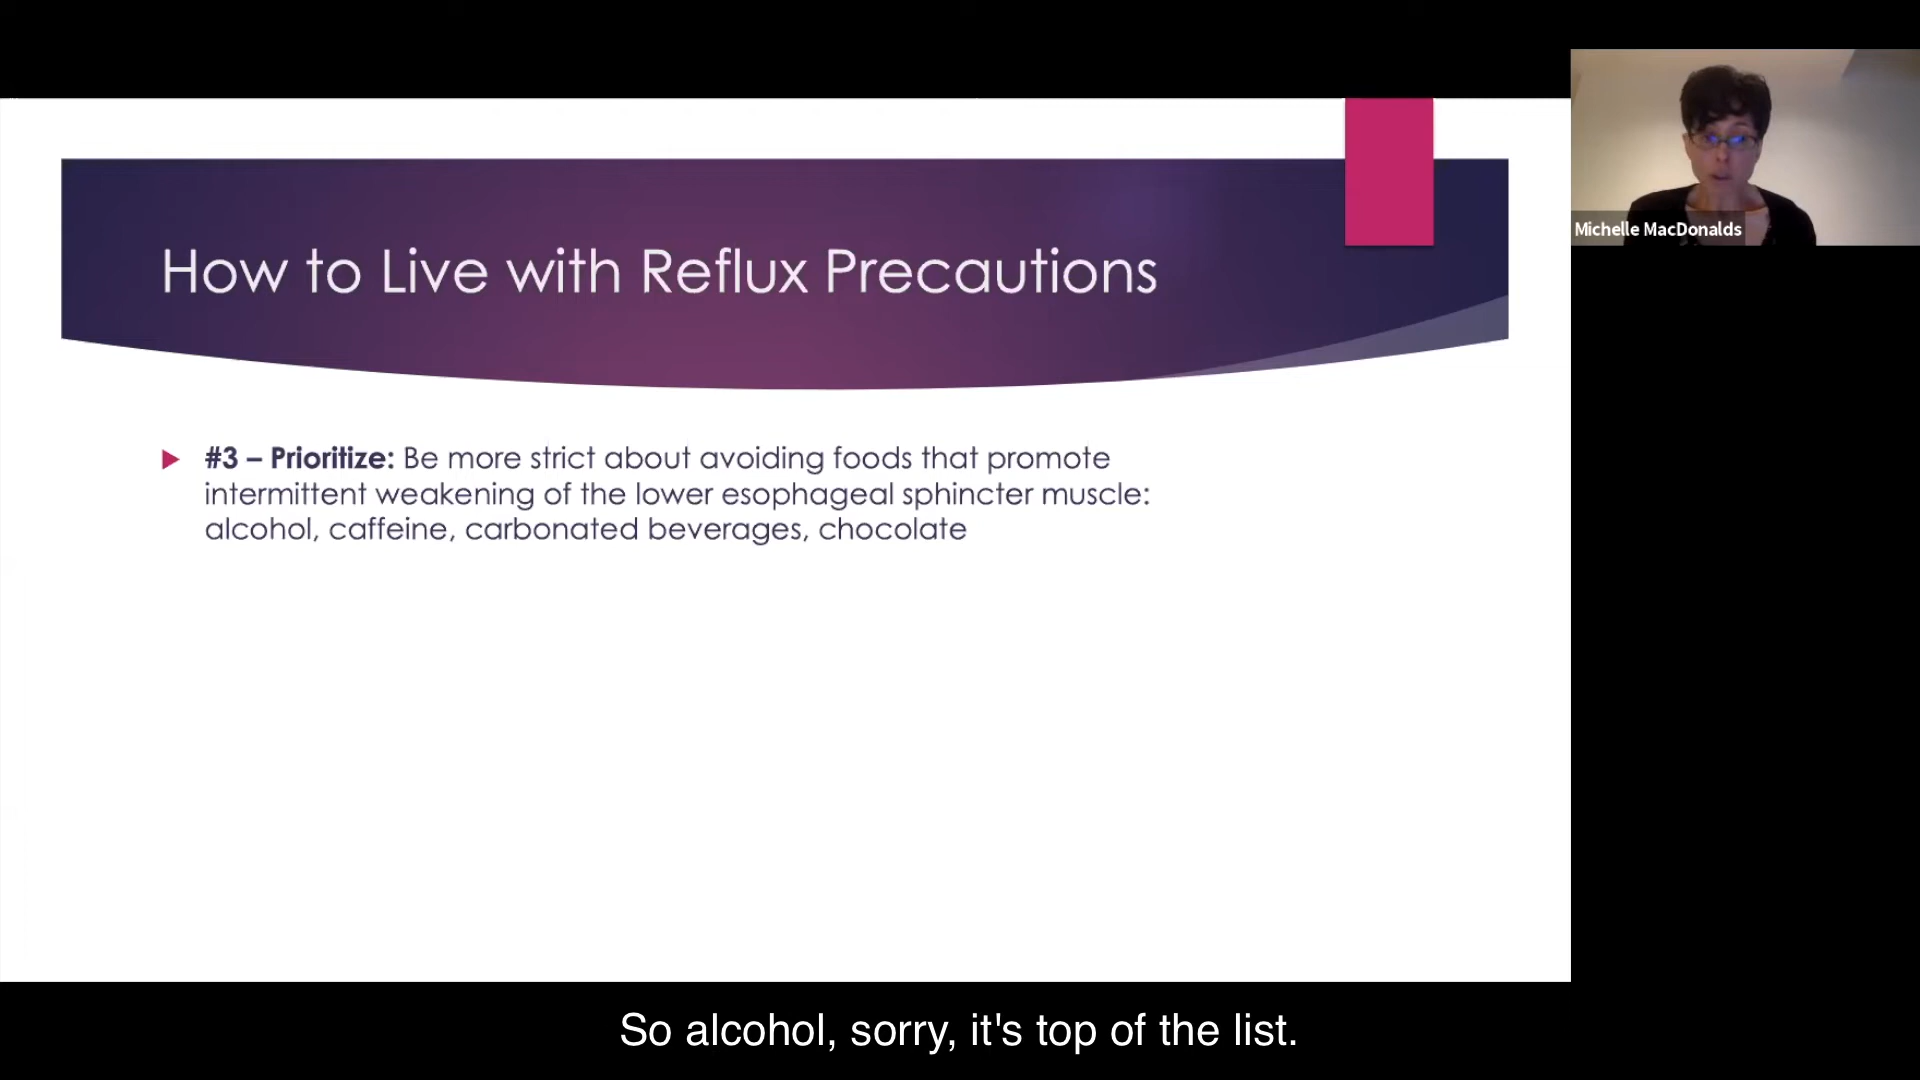 How to Live with Reflux Precautions
Michelle MacDonalds
#3 – Prioritize: Be more strict about avoiding foods that promote
intermittent weakening of the lower esophageal sphincter muscle:
alcohol, caffeine, carbonated beverages, chocolate
So alcohol, sorry, it's top of the list.